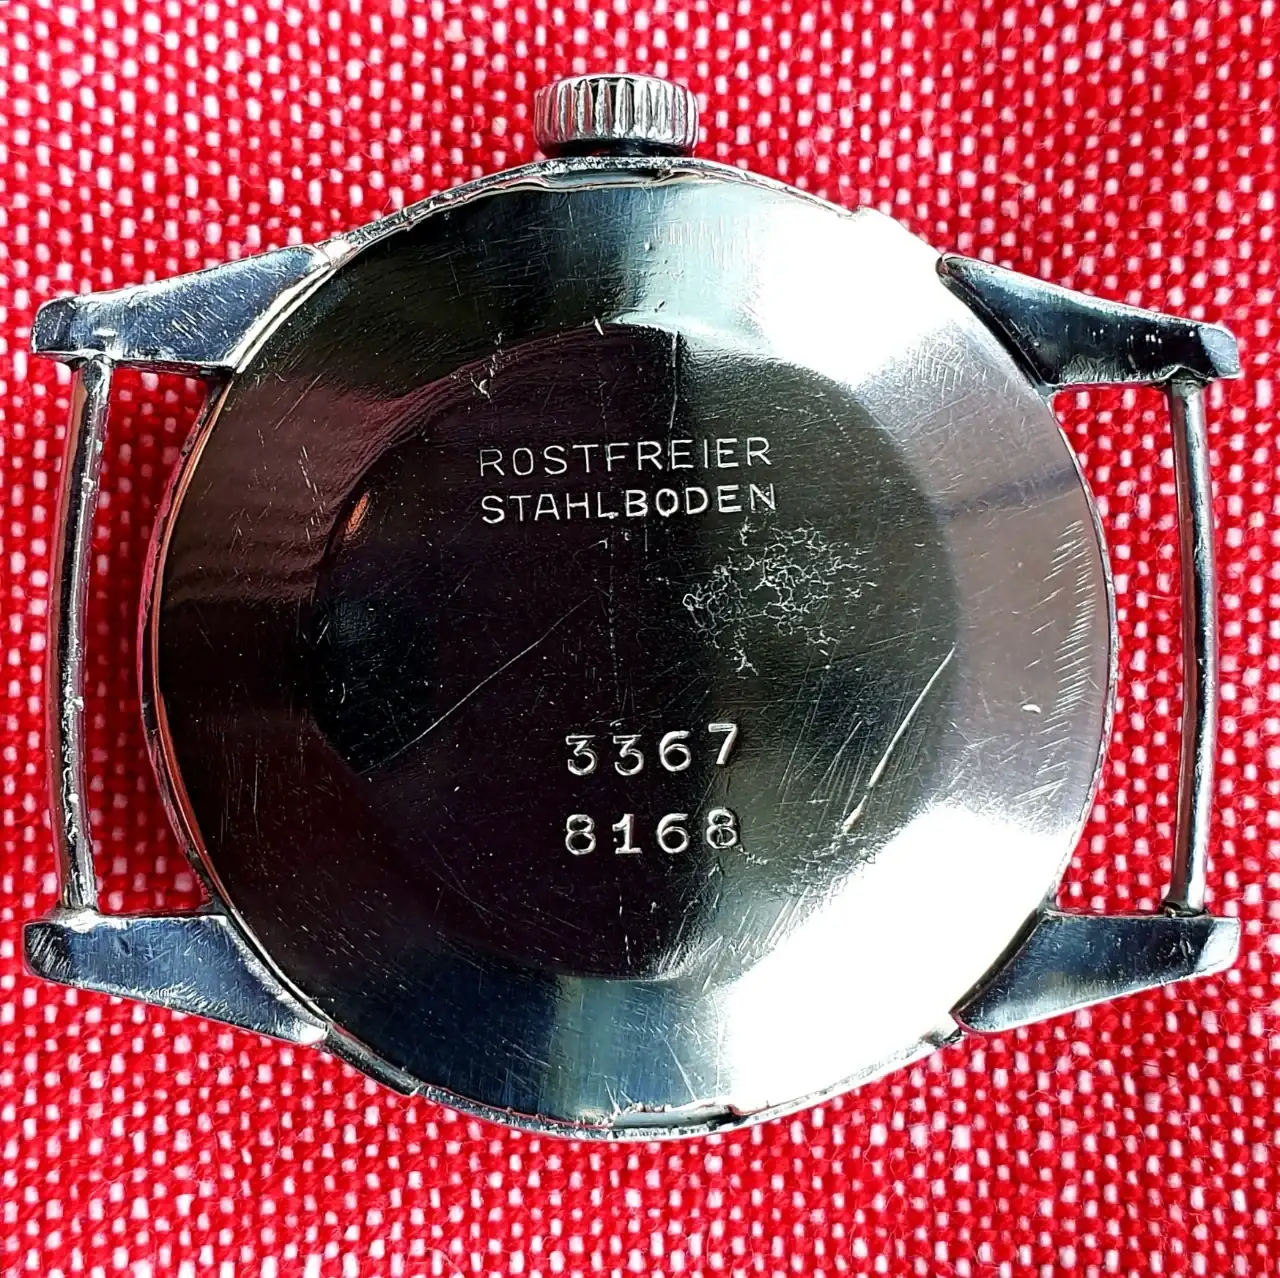 ROSTFREIER
STAHLBODEN
3367
8168